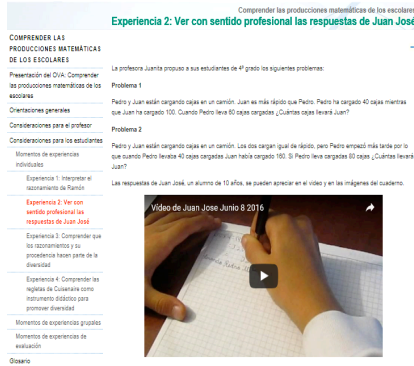 Comprender las producciones matemáticas de los escolares
Experiencia 2: Ver con sentido profesional las respuestas de Juan José
COMPRENDER LAS
PRODUCCIONES MATEMÁTICAS
DE LOS ESCOLARES
Presentación del OVA: Comprender
las producciones matemáticas de los
escolares
Orientaciones generales
Consideraciones para el profesor
Consideraciones para los estudiantes
Momentos de experiencias
individuales
Experiencia 1: Interpretar el
razonamiento de Ramón
Experiencia 2: Ver con
sentido profesional las
respuestas de Juan José
Experiencia 3: Comprender que
los razonamientos y su
procedencia hacen parte de la
diversidad
Experiencia 4: Comprender las
regletas de Cuisenaire como
instrumento didáctico para
promover diversidad
Momentos de experiencias grupales
Momentos de experiencias de
evaluación
Glosario
La profesora Juanita propuso a sus estudiantes de 4º grado los siguientes problemas:
Problema 1
Pedro y Juan están cargando cajas en un camión. Juan es más rápido que Pedro. Pedro ha cargado 40 cajas mientras
que Juan ha cargado 100. Cuando Pedro lleva 60 cajas cargadas ¿Cuántas cajas llevará Juan?
Problema 2
Pedro y Juan están cargando cajas en un camión. Los dos cargan igual de rápido, pero Pedro empezó más tarde por lo
que cuando Pedro llevaba 40 cajas cargadas Juan había cargado 160. Si Pedro lleva cargadas 80 cajas ¿Cuántas llevará
Juan?
Las respuestas de Juan José, un alumno de 10 años, se pueden apreciar en el video y en las imágenes del cuaderno.
Vídeo de Juan Jose Junio 8 2016